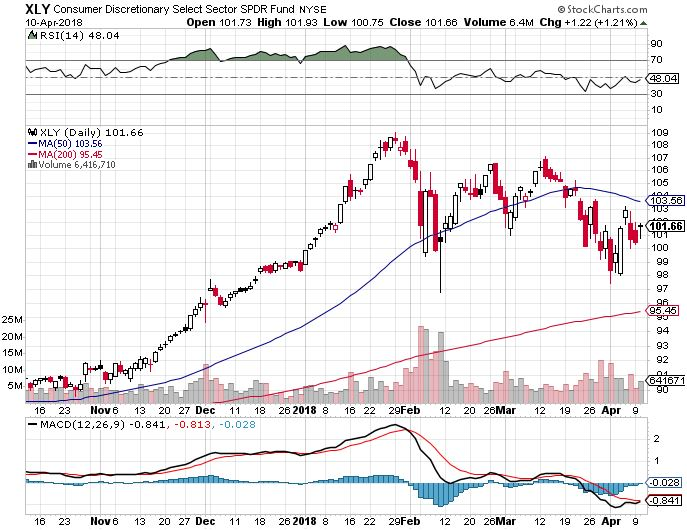 XLY Consumer Discretionary Select Sector SPDR Fund NYSE © StockCharts.com
10-Apr-2018 Open 101.73 High 101.93 Low 100.75 Close 101.66 Volume 6.4M Chg +1.22 (+1.21%)
RSI(14) 48.04
90
70
48.04
30
10
XLY (Daily) 101.66
MA(50) 103.56
MA(200) 95.45
Volume 6,416,710
109
108
107
106
105
104
103.56
102
101.66
100
99
98
97
96
95.45
94
93
92
91
90
25M
20M
15M
10M
5M
6416710
16 23 Nov 6 13 20 27 Dec 11 18 26 2018 8 16 22 29 Feb 12 20 26 Mar 12 19 26 Apr 9
MACD(12,26,9) -0.841, -0.813, -0.028
2
1
-0.028
-0.841
16 23 Nov 6 13 20 27 Dec 11 18 26 2018 8 16 22 29 Feb 12 20 26 Mar 12 19 26 Apr 9